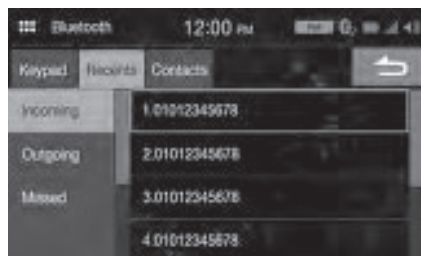 Bluetooth 12:00 PM
Keypad Recents Contacts
Incoming 1.01012345678
Outgoing 2.01012345678
Missed 3.01012345678
4.01012345678